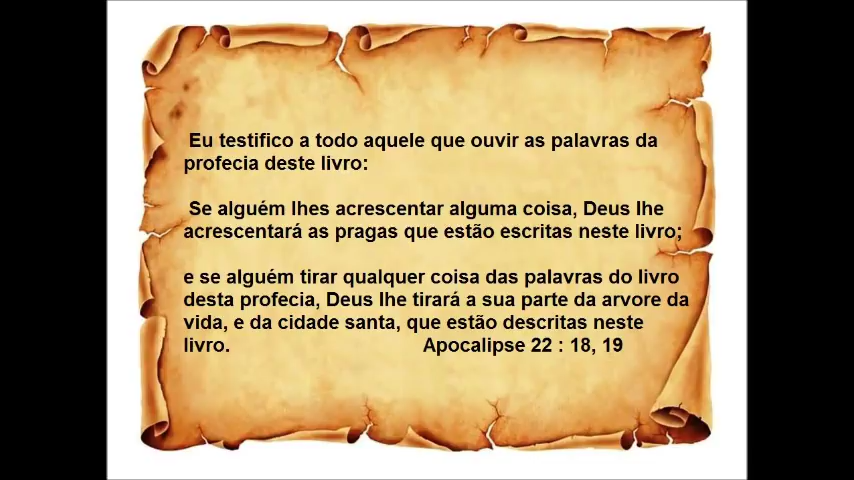 Eu testifico a todo aquele que ouvir as palavras da
profecia deste livro:
Se alguém lhes acrescentar alguma coisa, Deus lhe
acrescentará as pragas que estão escritas neste livro;
e se alguém tirar qualquer coisa das palavras do livro
desta profecia, Deus lhe tirará a sua parte da arvore da
vida, e da cidade santa, que estão descritas neste
livro. Apocalipse 22 : 18, 19